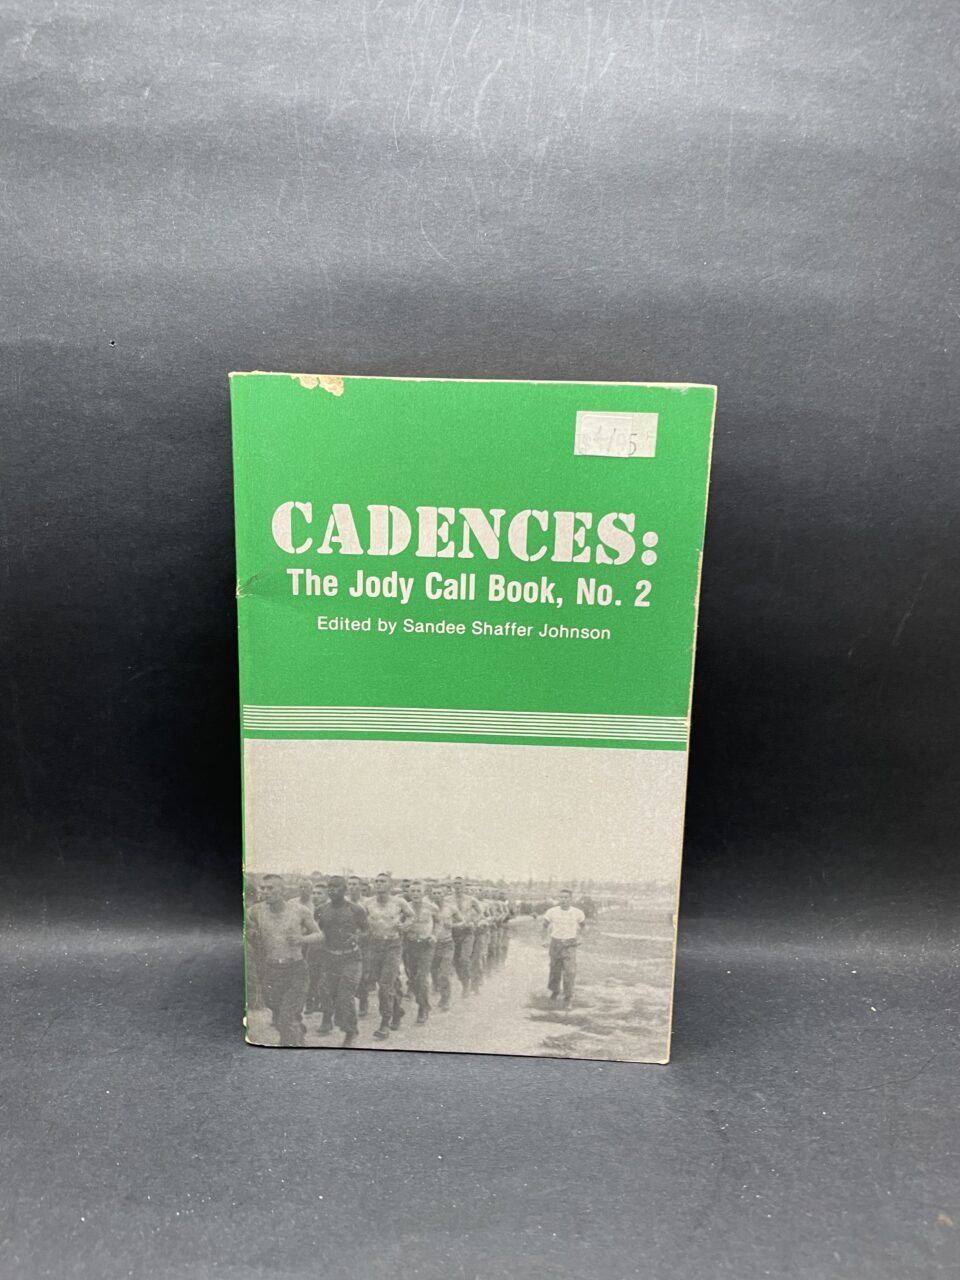 CADENCES:
The Jody Call Book, No. 2
Edited by Sandee Shaffer Johnson